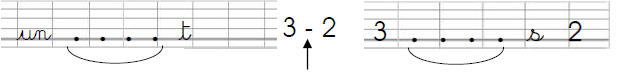 un . . . . t 3 - 2 3 . . . . s 2